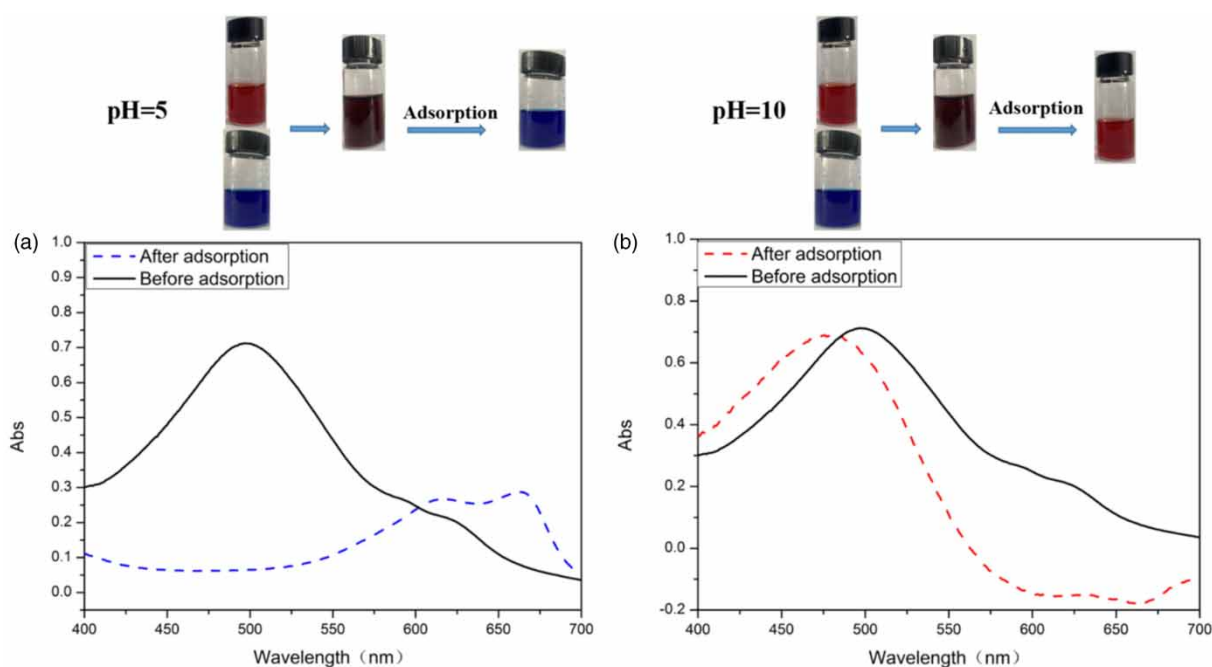 pH=5
Adsorption
pH=10
Adsorption
(a)
1.0
0.9
0.8
0.7
0.6
0.5
0.4
0.3
0.2
0.1
0.0
Abs
After adsorption
Before adsorption
400
450
500
550
600
650
700
Wavelength（nm）
(b)
1.0
0.8
0.6
0.4
0.2
0.0
-0.2
Abs
After adsorption
Before adsorption
400
450
500
550
600
650
700
Wavelength（nm）